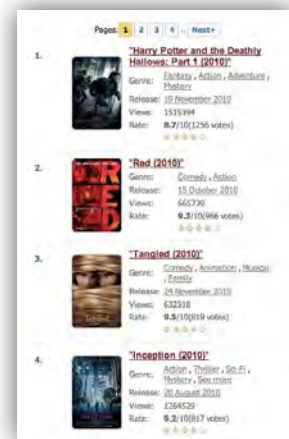 Pages: 1 2 3 4 .. Next+
1.
"Harry Potter and the Deathly
Hallows: Part 1 (2010)"
Genre: Fantasy , Action , Adventure ,
Mystery
Release: 19 November 2010
Views: 1515394
Rate: 8.7/10(1256 votes)
2.
RED
"Red (2010)"
Genre: Comedy , Action
Release: 15 October 2010
Views: 665739
Rate: 9.3/10(966 votes)
3.
"Tangled (2010)"
Genre: Comedy , Animation , Musical
, Family
Release: 24 November 2010
Views: 632318
Rate: 9.5/10(819 votes)
4.
"Inception (2010)"
Genre: Action , Thriller , Sci-Fi ,
Mystery , See more
Release: 20 August 2010
Views: 1264529
Rate: 9.2/10(817 votes)